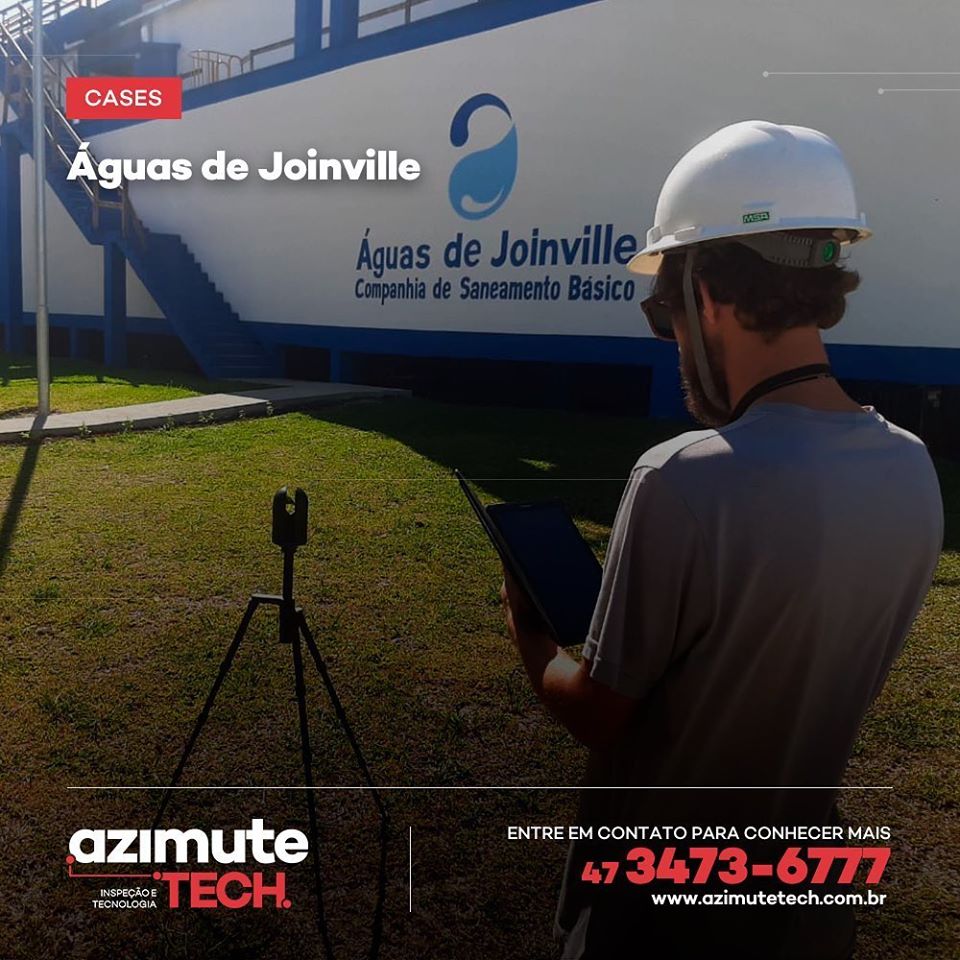 CASES
Águas de Joinville
Águas de Joinville
Companhia de Saneamento Básico
MSA
azimute
TECH.
INSPEÇÃO E
TECNOLOGIA
ENTRE EM CONTATO PARA CONHECER MAIS
47 3473-6777
www.azimutetech.com.br